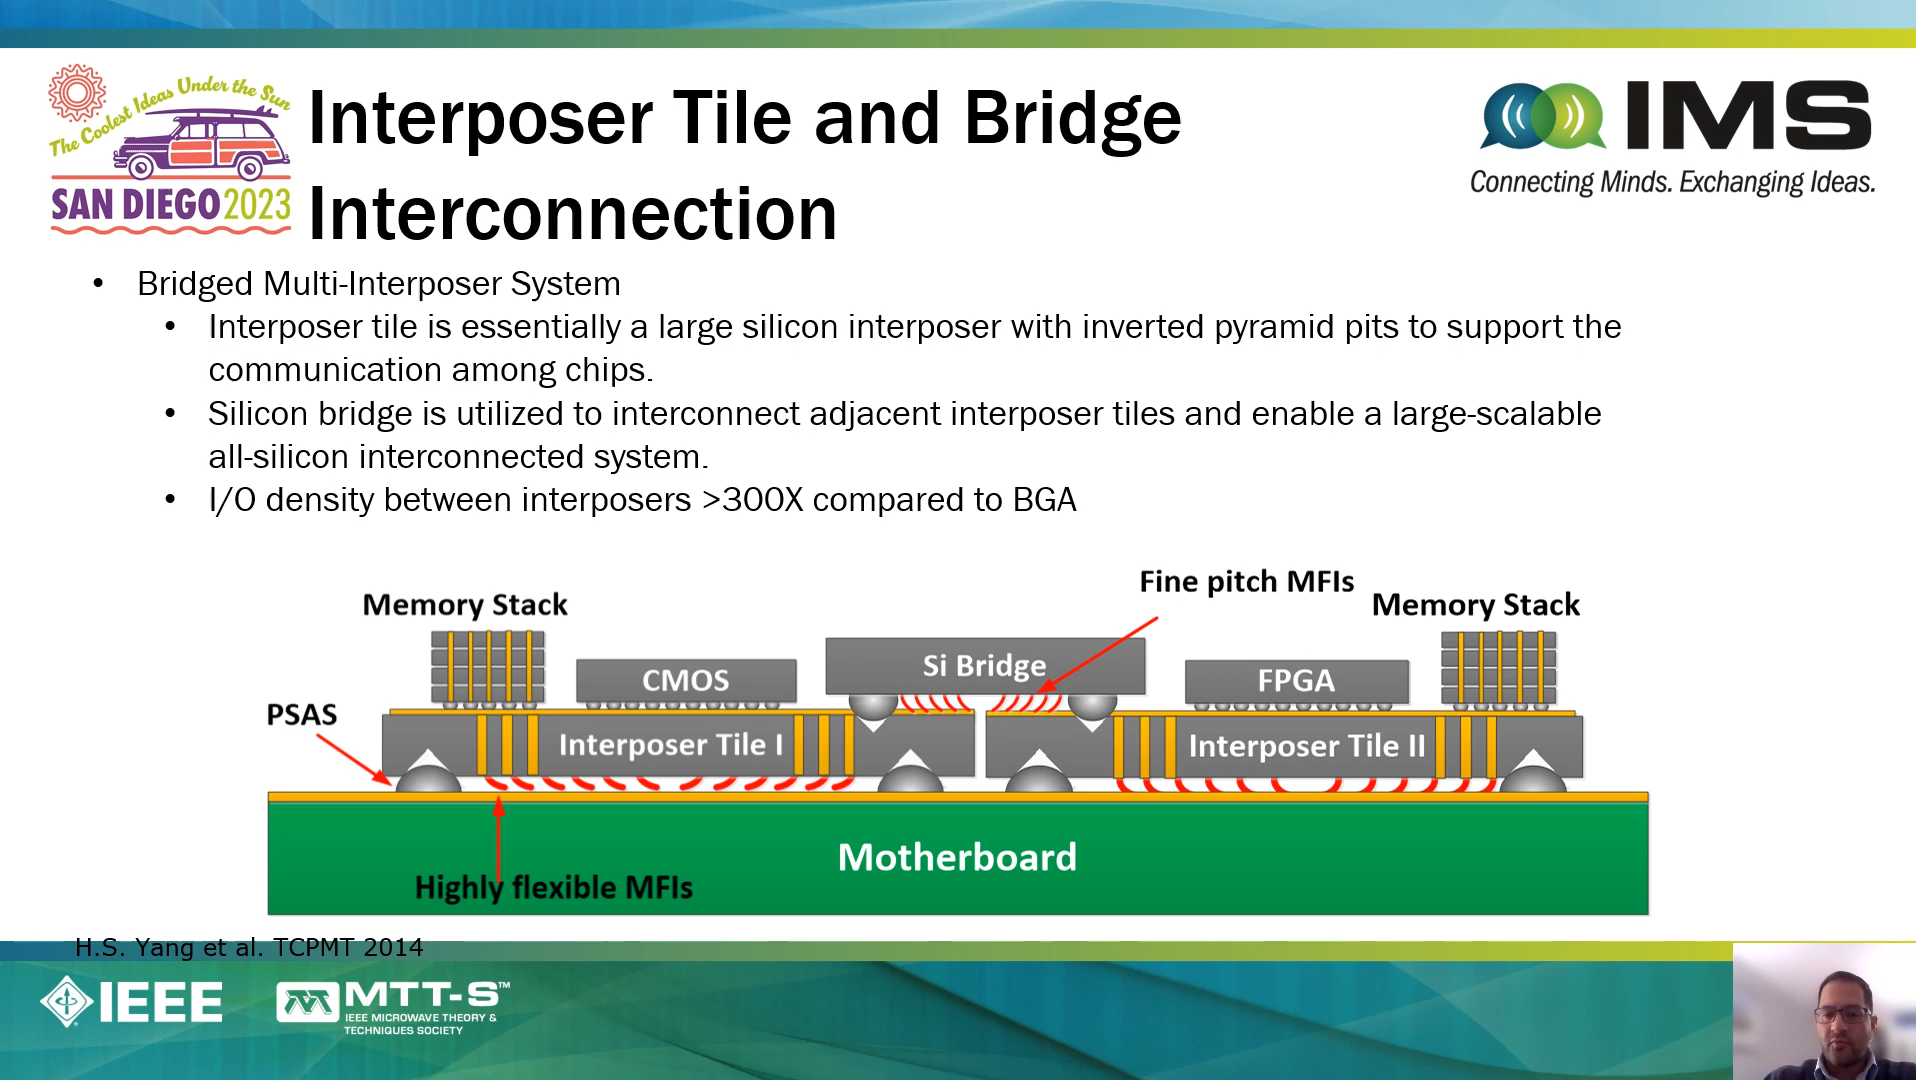 The Coolest Ideas Under the Sun
SAN DIEGO 2023
Interposer Tile and Bridge
Interconnection
IMS
Connecting Minds. Exchanging Ideas.
• Bridged Multi-Interposer System
• Interposer tile is essentially a large silicon interposer with inverted pyramid pits to support the
communication among chips.
• Silicon bridge is utilized to interconnect adjacent interposer tiles and enable a large-scalable
all-silicon interconnected system.
• I/O density between interposers >300X compared to BGA
Fine pitch MFIs
Memory Stack
Memory Stack
Si Bridge
CMOS
FPGA
PSAS
Interposer Tile I
Interposer Tile II
Motherboard
Highly flexible MFIs
H.S. Yang et al. TCPMT 2014
IEEE
MTT-S™
IEEE MICROWAVE THEORY &
TECHNIQUES SOCIETY